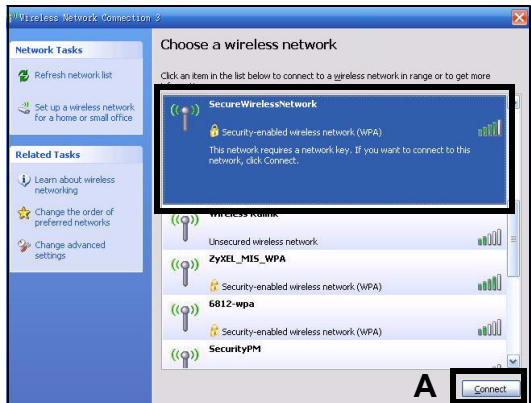 Wireless Network Connection 3
Network Tasks
Refresh network list
Set up a wireless network
for a home or small office
Related Tasks
Learn about wireless
networking
Change the order of
preferred networks
Change advanced
settings
Choose a wireless network
Click an item in the list below to connect to a wireless network in range or to get more
SecureWirelessNetwork
Security-enabled wireless network (WPA)
This network requires a network key. If you want to connect to this
network, click Connect.
Wireless Ralink
Unsecured wireless network
ZyXEL_MIS_WPA
Security-enabled wireless network (WPA)
6812-wpa
Security-enabled wireless network (WPA)
SecurityPM
A
Connect